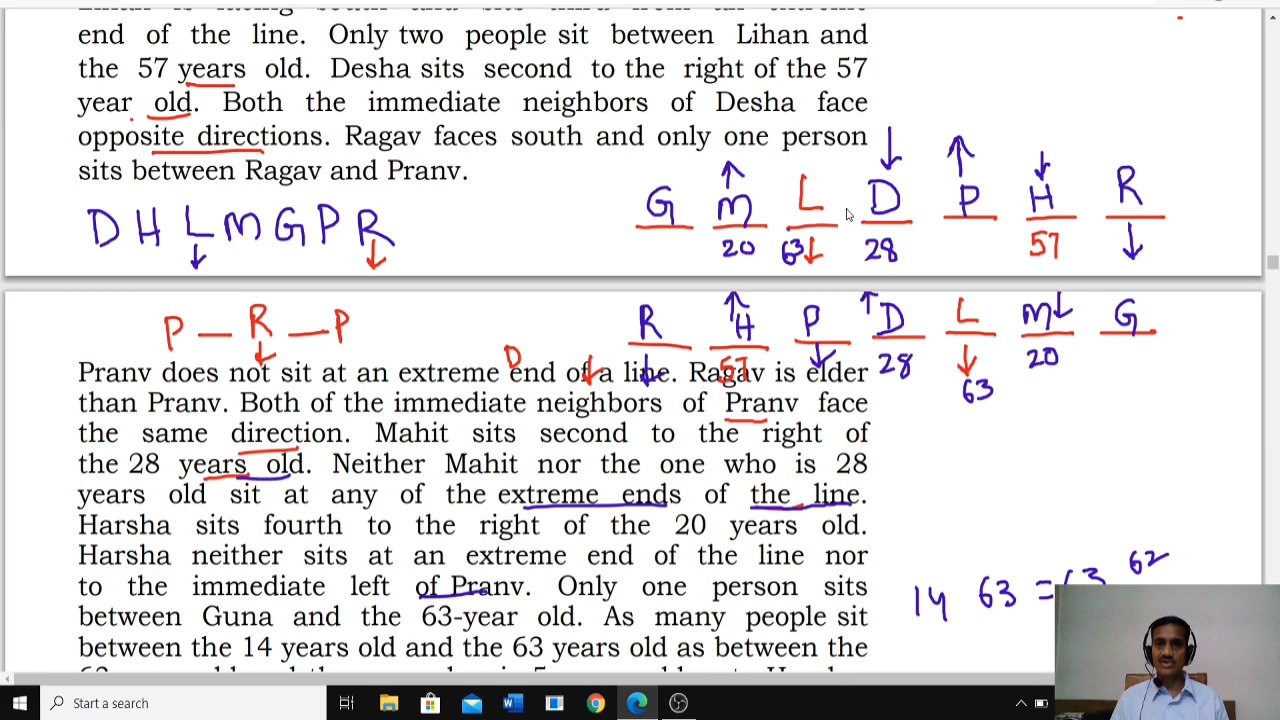 end of the line. Only two people sit between Lihan and
the 57 years old. Desha sits second to the right of the 57
year old. Both the immediate neighbors of Desha face
opposite directions. Ragav faces south and only one person
sits between Ragav and Pranv.
G M L D P H R
20 63 28 57
D H L M G P R
P — R — P
R H P D L M G
57 28 63 20
D
Pranv does not sit at an extreme end of a line. Ragav is elder
than Pranv. Both of the immediate neighbors of Pranv face
the same direction. Mahit sits second to the right of
the 28 years old. Neither Mahit nor the one who is 28
years old sit at any of the extreme ends of the line.
Harsha sits fourth to the right of the 20 years old.
Harsha neither sits at an extreme end of the line nor
to the immediate left of Pranv. Only one person sits
between Guna and the 63-year old. As many people sit
between the 14 years old and the 63 years old as between the
14 63 = 62
Start a search